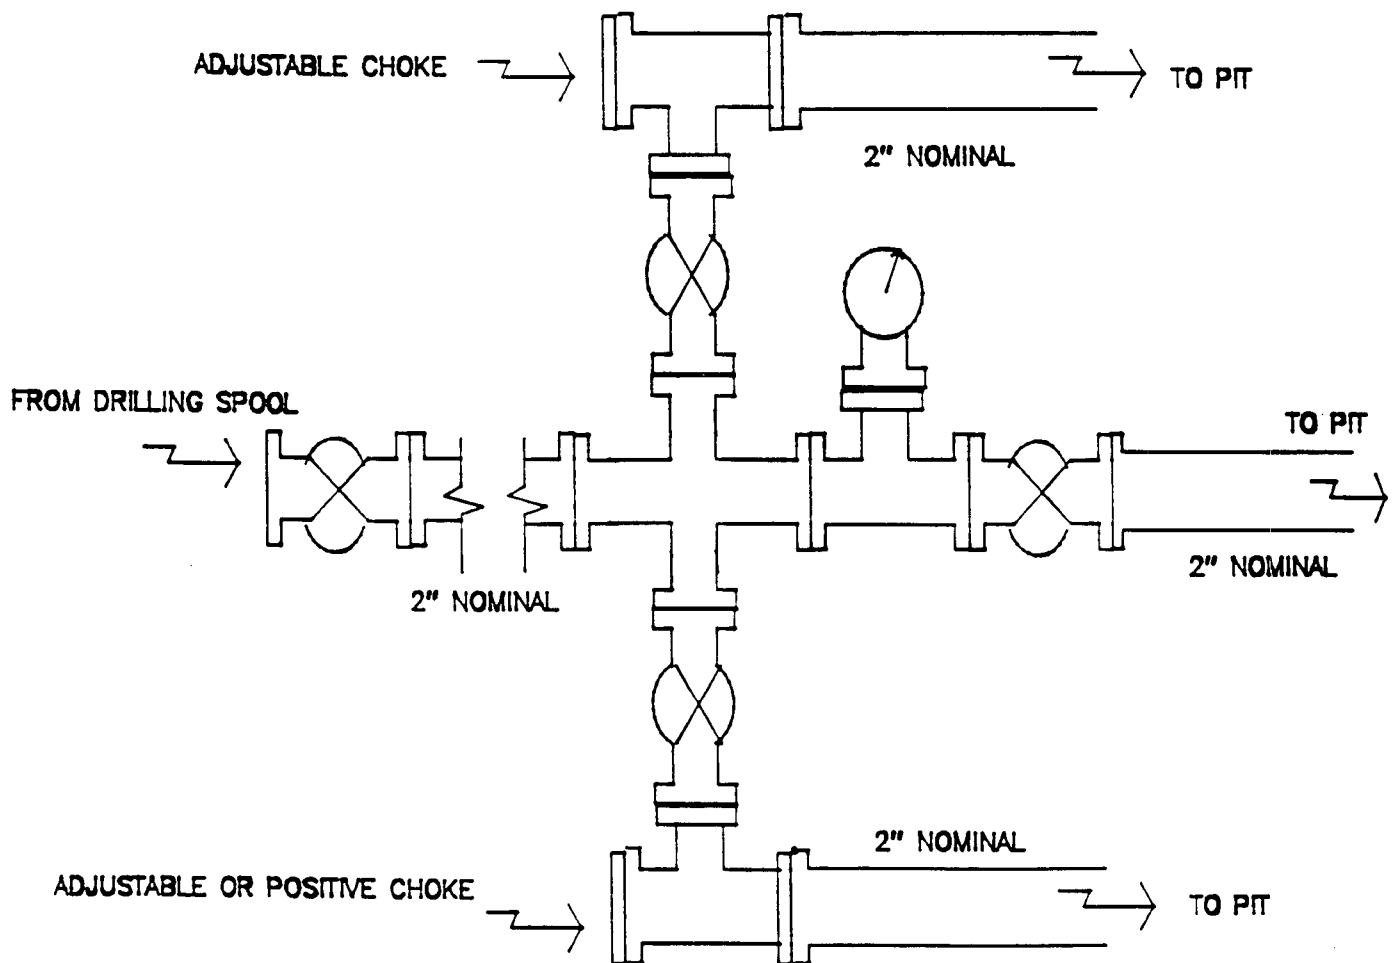 ADJUSTABLE CHOKE
TO PIT
2" NOMINAL
FROM DRILLING SPOOL
TO PIT
2" NOMINAL
2" NOMINAL
2" NOMINAL
ADJUSTABLE OR POSITIVE CHOKE
TO PIT